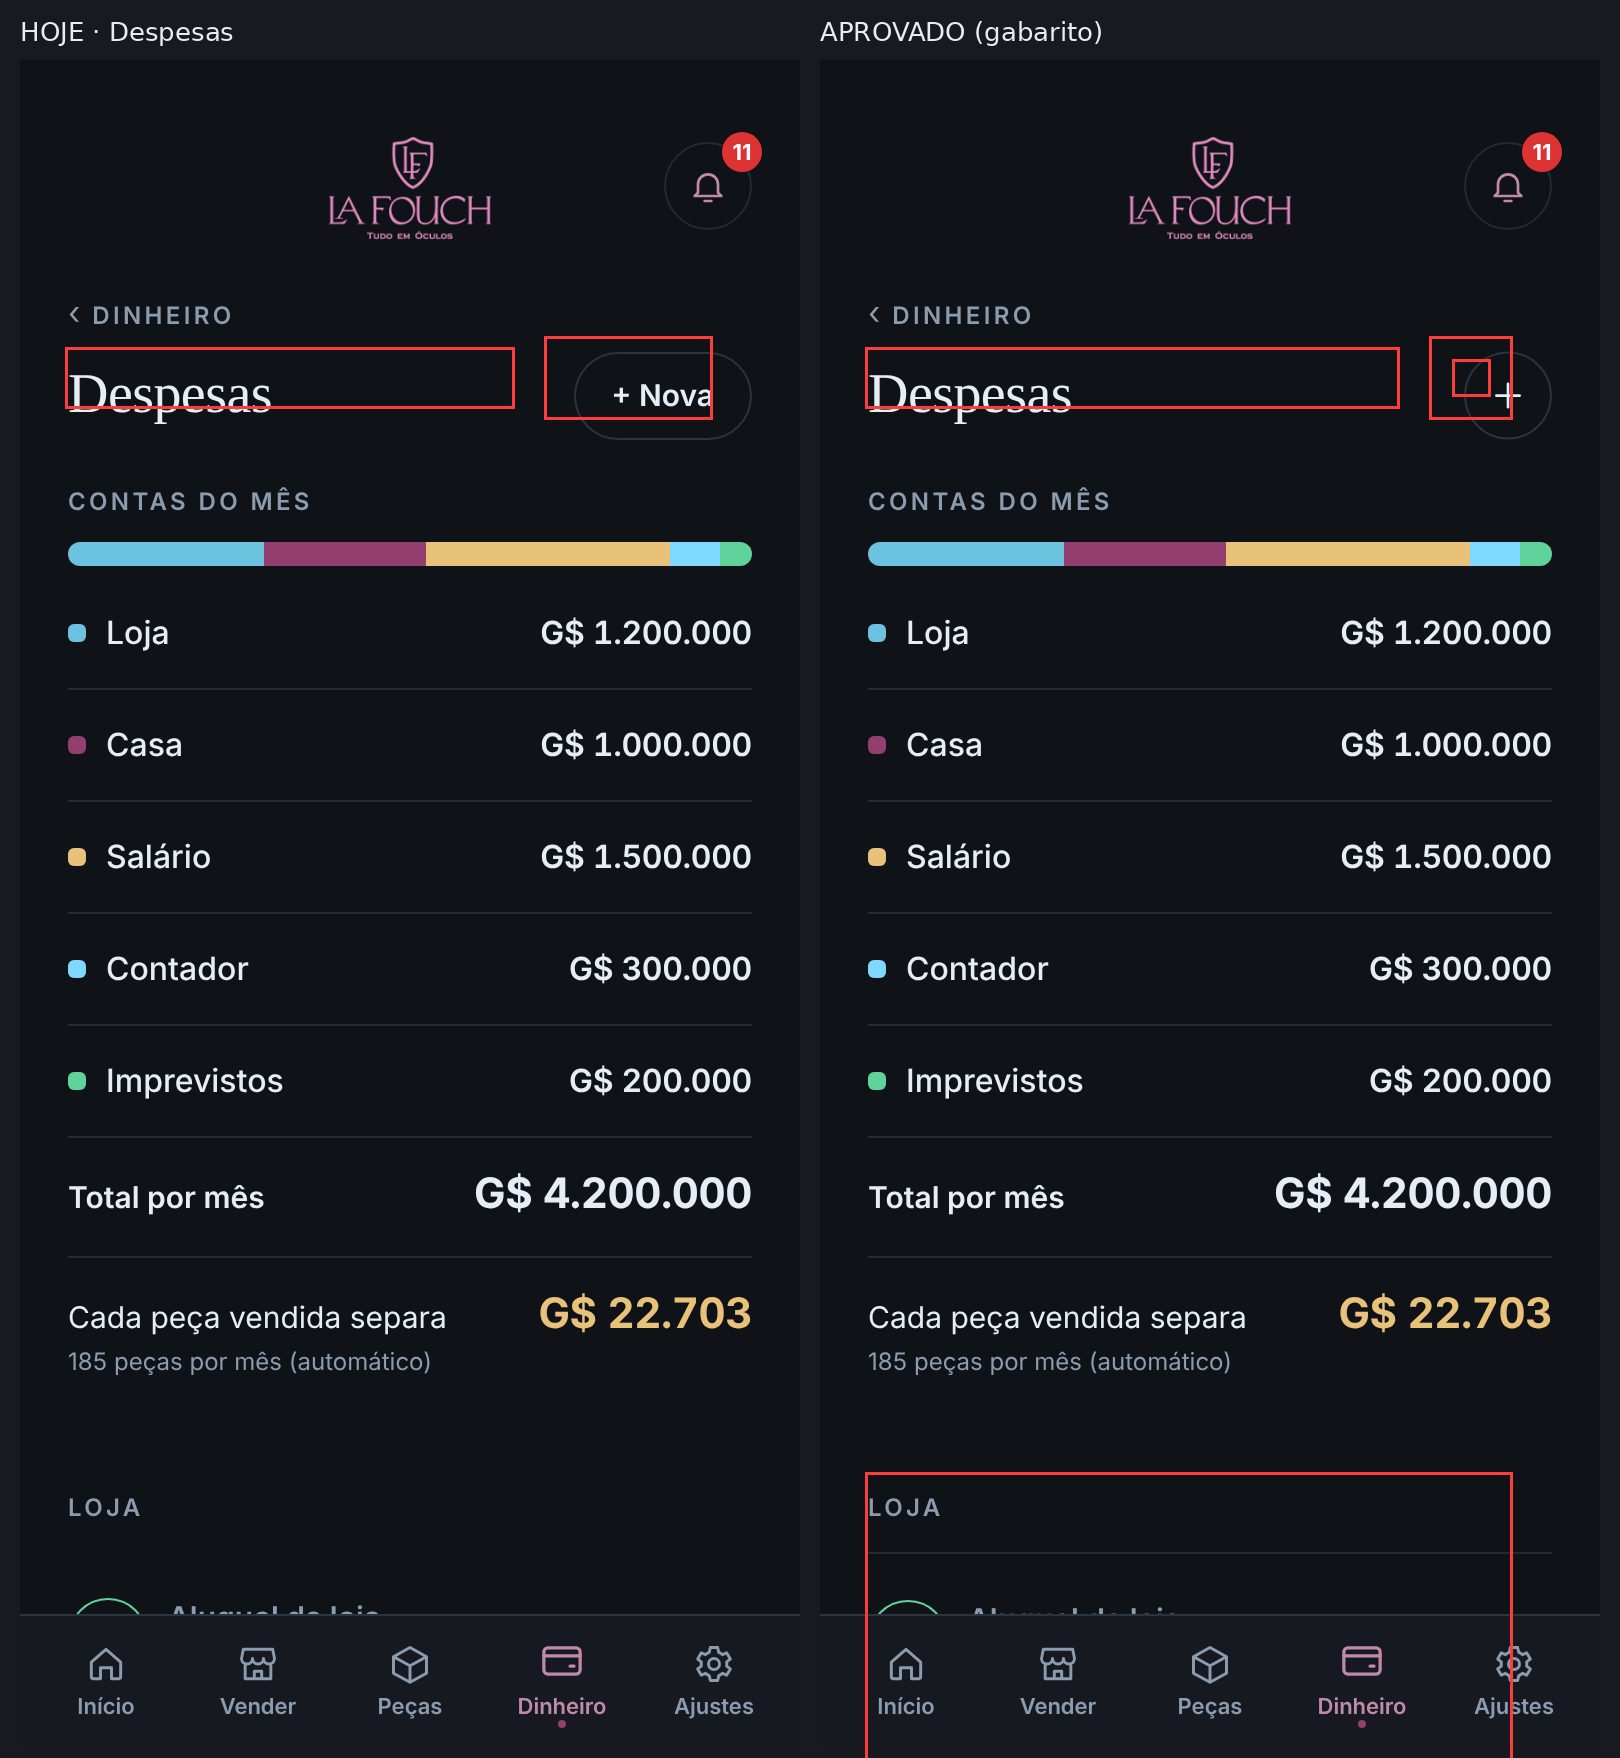 HOJE · Despesas
LA FOUCH
TUDO EM ÓCULOS
11
‹ DINHEIRO
Despesas
+ Nova
CONTAS DO MÊS
Loja G$ 1.200.000
Casa G$ 1.000.000
Salário G$ 1.500.000
Contador G$ 300.000
Imprevistos G$ 200.000
Total por mês G$ 4.200.000
Cada peça vendida separa G$ 22.703
185 peças por mês (automático)
LOJA
Aluguel da loja
Início Vender Peças Dinheiro Ajustes
APROVADO (gabarito)
LA FOUCH
TUDO EM ÓCULOS
11
‹ DINHEIRO
Despesas
+
CONTAS DO MÊS
Loja G$ 1.200.000
Casa G$ 1.000.000
Salário G$ 1.500.000
Contador G$ 300.000
Imprevistos G$ 200.000
Total por mês G$ 4.200.000
Cada peça vendida separa G$ 22.703
185 peças por mês (automático)
LOJA
Início Vender Peças Dinheiro Ajustes